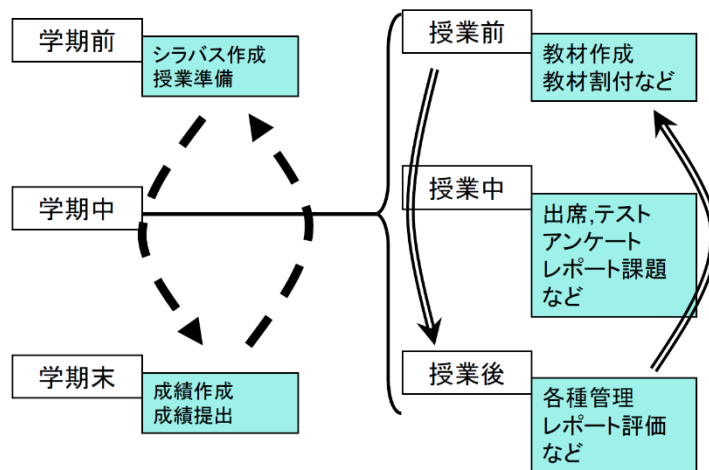 学期前
シラバス作成
授業準備
学期中
学期末
成績作成
成績提出
授業前
教材作成
教材割付など
授業中
出席,テスト
アンケート
レポート課題
など
授業後
各種管理
レポート評価
など